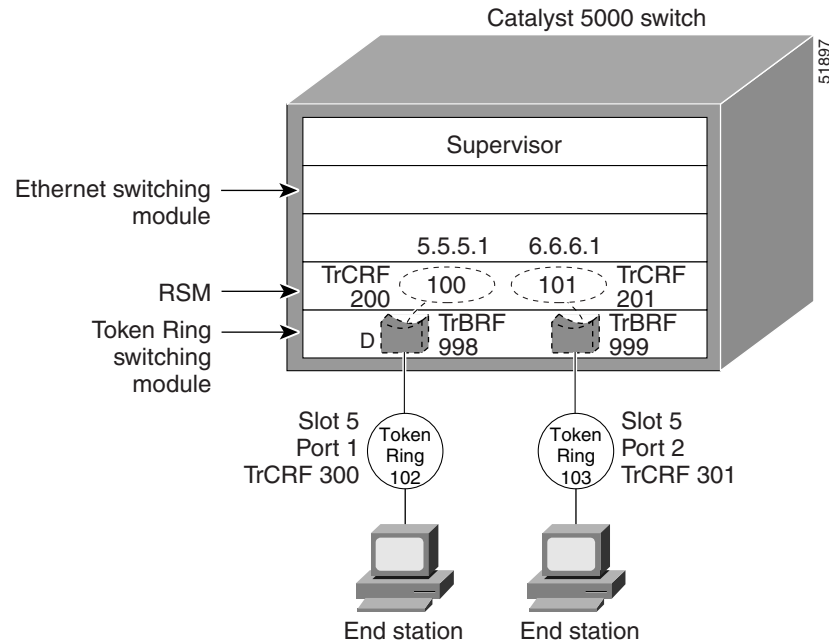 Catalyst 5000 switch
51897
Supervisor
Ethernet switching
module
5.5.5.1
6.6.6.1
RSM
TrCRF
200
100
101
TrCRF
201
Token Ring
switching
module
D
TrBRF
998
TrBRF
999
Slot 5
Port 1
TrCRF 300
Token
Ring
102
Token
Ring
103
Slot 5
Port 2
TrCRF 301
End station
End station